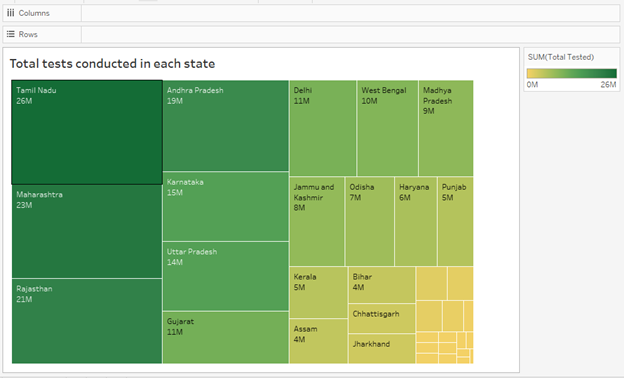 Columns
Rows
Total tests conducted in each state
SUM(Total Tested)
0M 26M
Tamil Nadu
26M
Maharashtra
23M
Rajasthan
21M
Andhra Pradesh
19M
Karnataka
15M
Uttar Pradesh
14M
Gujarat
11M
Delhi
11M
West Bengal
10M
Madhya
Pradesh
9M
Jammu and
Kashmir
8M
Odisha
7M
Haryana
6M
Punjab
5M
Kerala
5M
Assam
4M
Bihar
4M
Chhattisgarh
Jharkhand